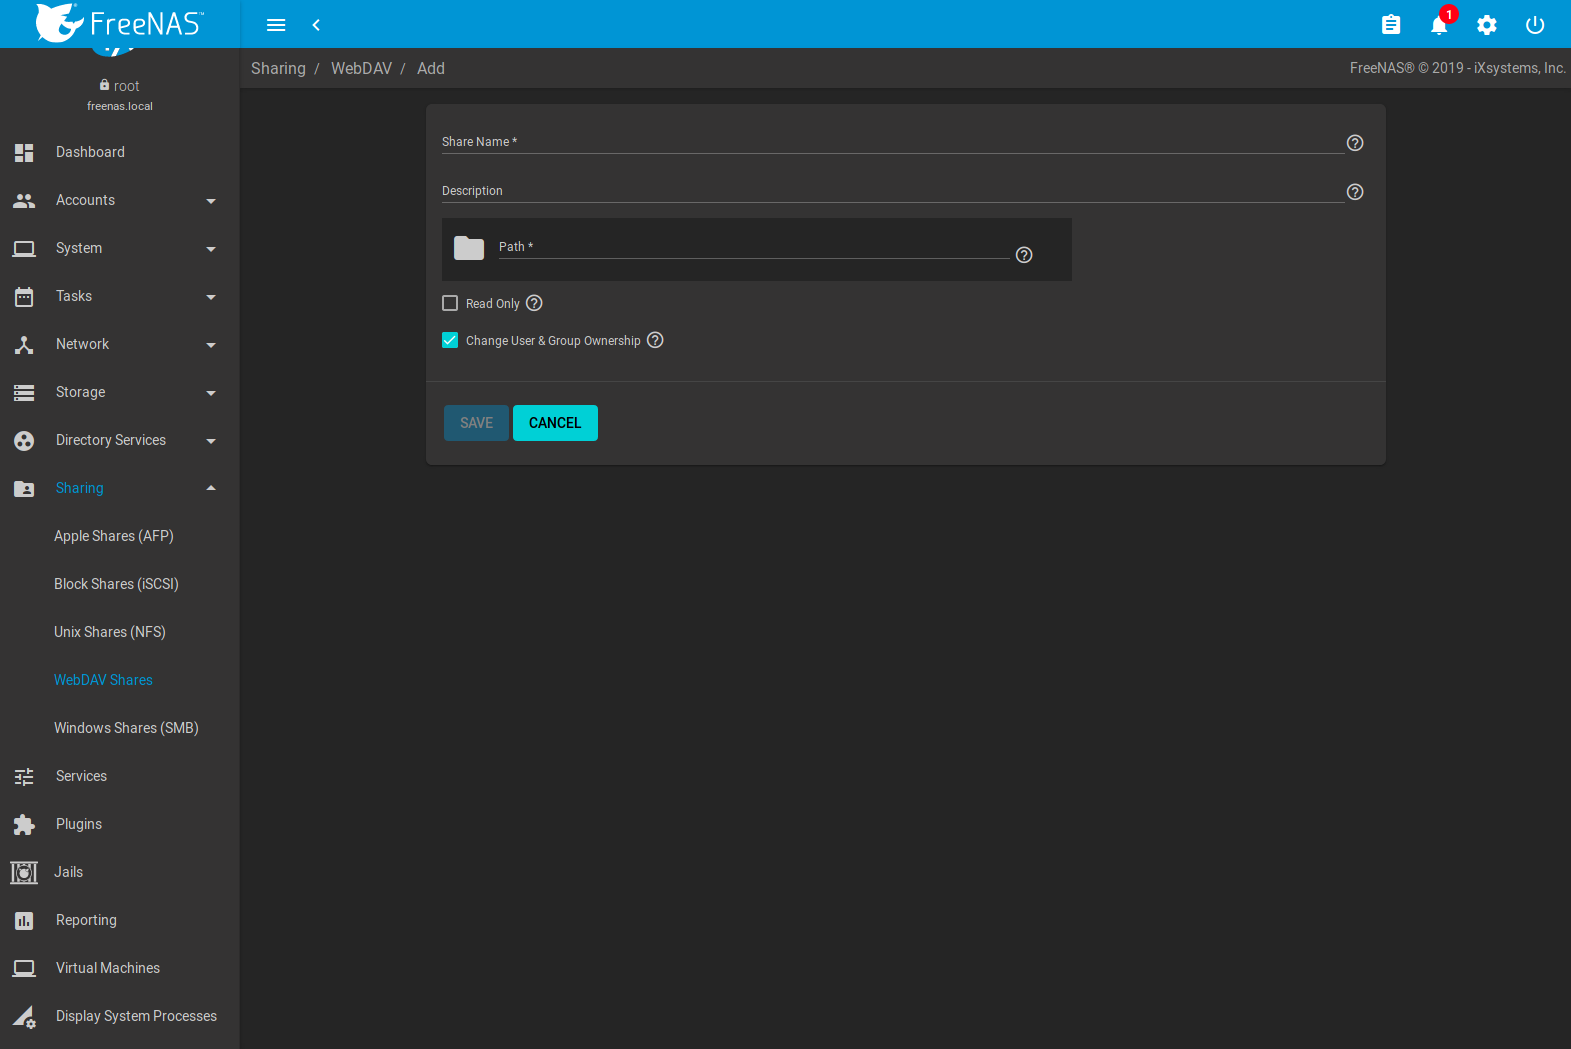 FreeNAS™
1
root
freenas.local
Sharing / WebDAV / Add
FreeNAS® © 2019 - iXsystems, Inc.
Dashboard
Accounts
System
Tasks
Network
Storage
Directory Services
Sharing
Apple Shares (AFP)
Block Shares (iSCSI)
Unix Shares (NFS)
WebDAV Shares
Windows Shares (SMB)
Services
Plugins
Jails
Reporting
Virtual Machines
Display System Processes
Share Name *
Description
Path *
Read Only
Change User & Group Ownership
SAVE
CANCEL